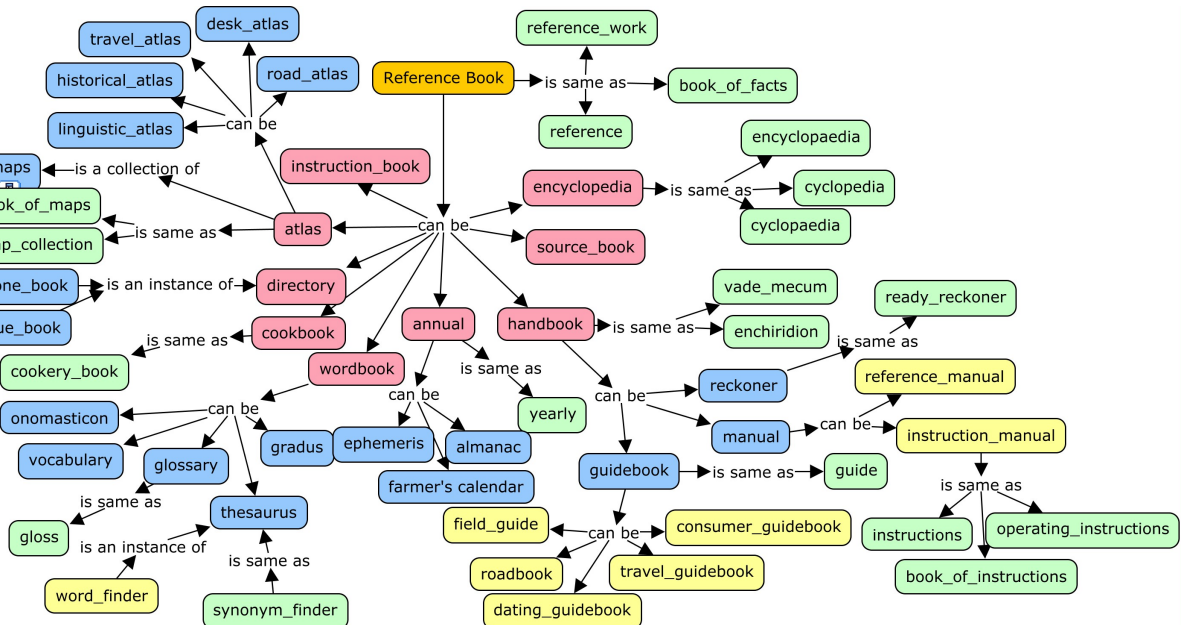 desk_atlas
travel_atlas
reference_work
historical_atlas
road_atlas
Reference Book
is same as
book_of_facts
linguistic_atlas
can be
reference
encyclopaedia
is a collection of
instruction_book
encyclopedia
is same as
cyclopedia
cyclopaedia
is same as
atlas
can be
source_book
is an instance of
directory
vade_mecum
ready_reckoner
cookbook
annual
handbook
is same as
enchiridion
is same as
is same as
cookery_book
wordbook
is same as
reckoner
reference_manual
can be
can be
can be
onomasticon
yearly
manual
can be
instruction_manual
gradus
ephemeris
almanac
vocabulary
glossary
guidebook
is same as
guide
farmer's calendar
is same as
is same as
thesaurus
field_guide
consumer_guidebook
instructions
operating_instructions
gloss
is an instance of
can be
is same as
roadbook
travel_guidebook
book_of_instructions
word_finder
synonym_finder
dating_guidebook